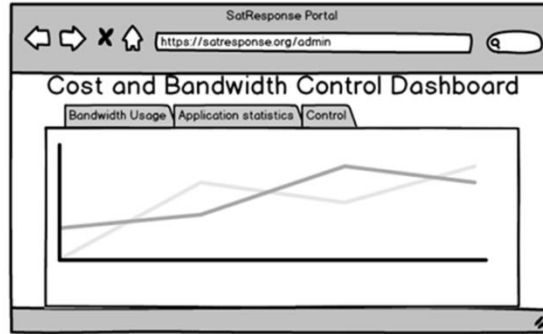 SatResponse Portal
https://satresponse.org/admin
Cost and Bandwidth Control Dashboard
Bandwidth Usage Application statistics Control